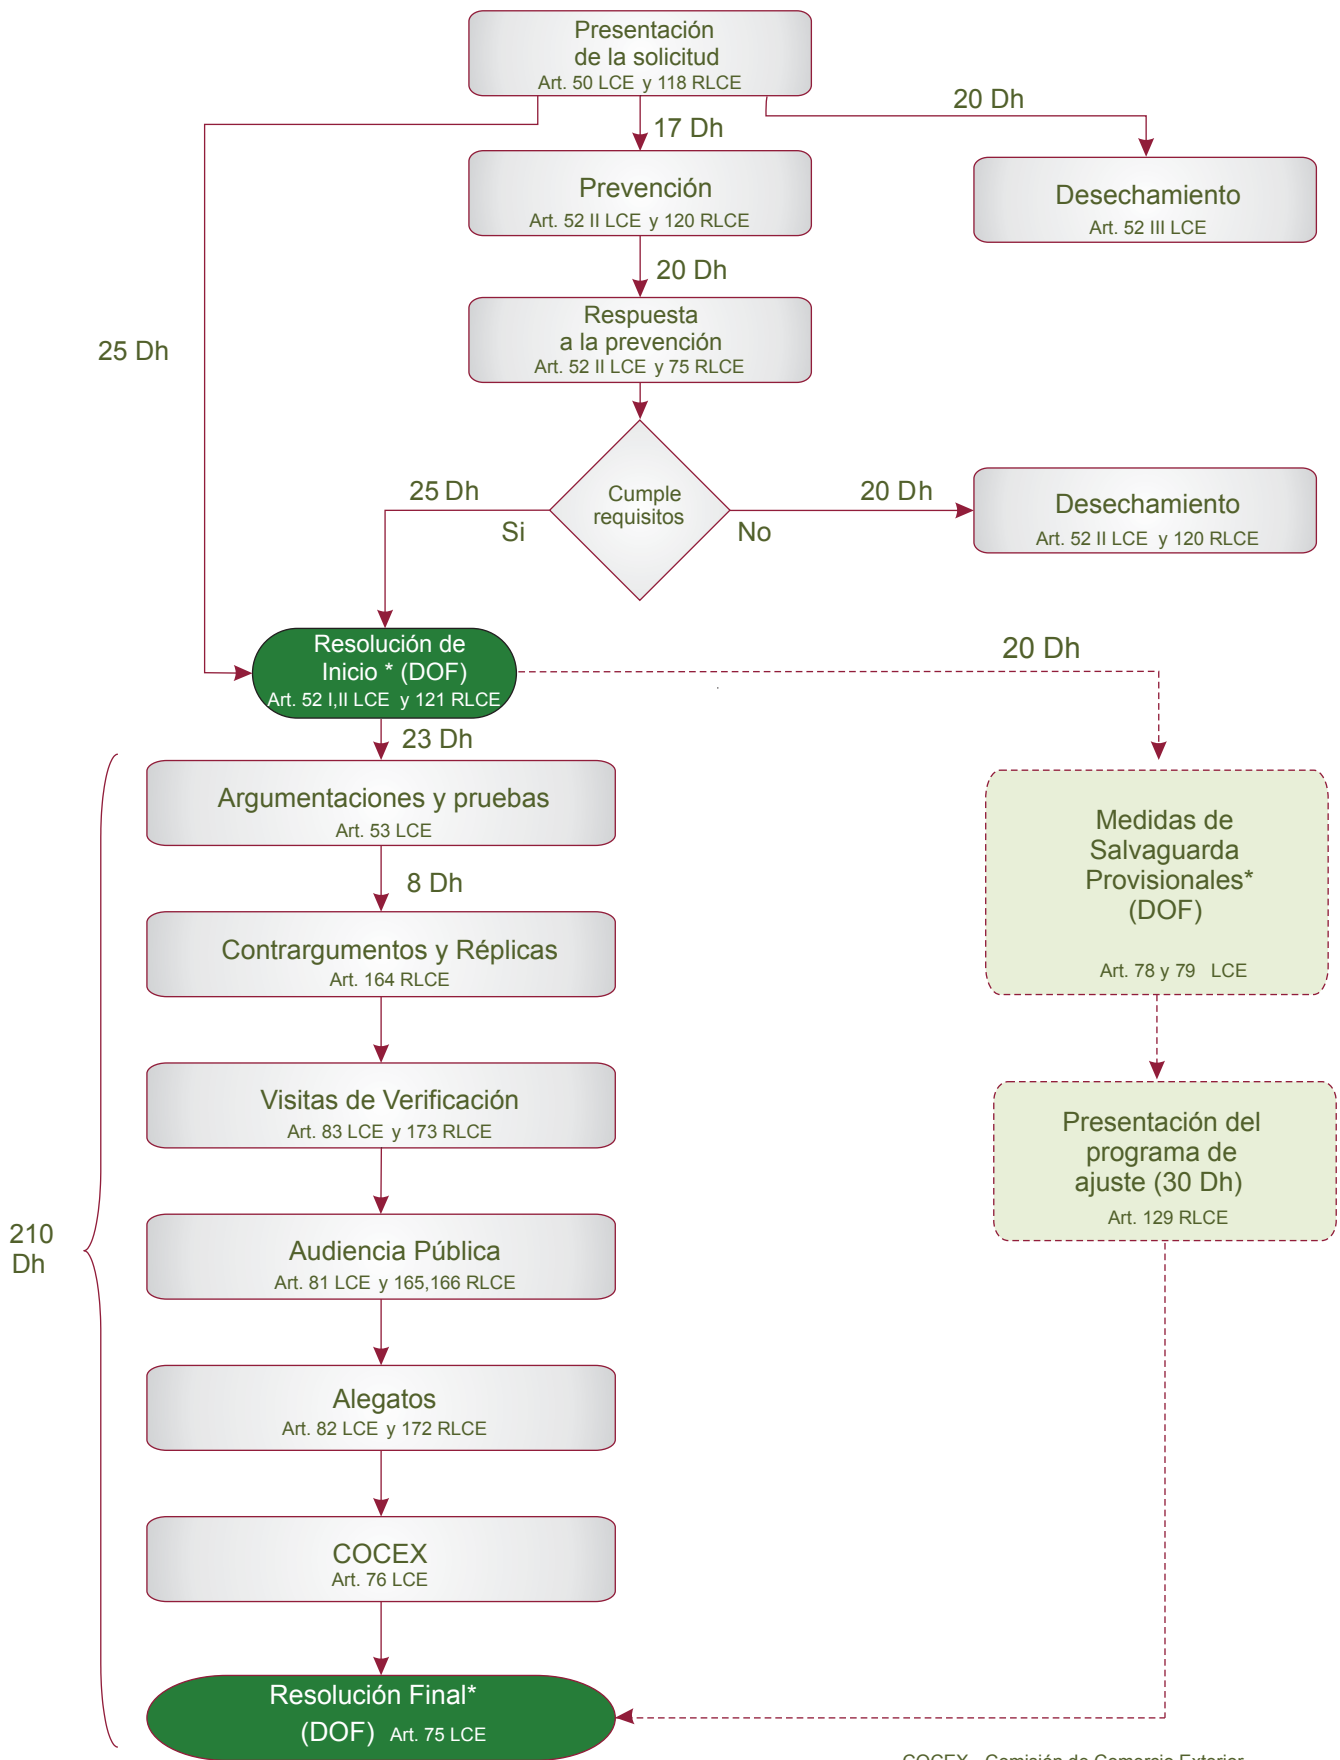 Presentación
de la solicitud
Art. 50 LCE y 118 RLCE
20 Dh
17 Dh
Prevención
Art. 52 II LCE y 120 RLCE
Desechamiento
Art. 52 III LCE
20 Dh
Respuesta
a la prevención
Art. 52 II LCE y 75 RLCE
25 Dh
25 Dh
Si
Cumple
requisitos
20 Dh
No
Desechamiento
Art. 52 II LCE y 120 RLCE
Resolución de
Inicio * (DOF)
Art. 52 I,II LCE y 121 RLCE
20 Dh
23 Dh
Argumentaciones y pruebas
Art. 53 LCE
8 Dh
Contrargumentos y Réplicas
Art. 164 RLCE
Medidas de
Salvaguarda
Provisionales*
(DOF)
Art. 78 y 79 LCE
Visitas de Verificación
Art. 83 LCE y 173 RLCE
Presentación del
programa de
ajuste (30 Dh)
Art. 129 RLCE
210
Dh
Audiencia Pública
Art. 81 LCE y 165,166 RLCE
Alegatos
Art. 82 LCE y 172 RLCE
COCEX
Art. 76 LCE
Resolución Final*
(DOF) Art. 75 LCE
COCEX - Comisión de Comercio Exterior